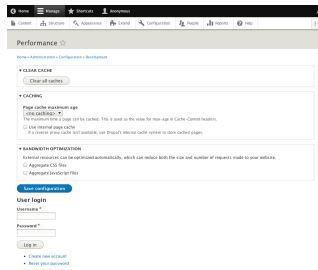 Home Manage Shortcuts Anonymous
Content Structure Appearance Extend Configuration People Reports Help
Performance
Home » Administration » Configuration » Development
CLEAR CACHE
Clear all caches
CACHING
Page cache maximum age
<no caching>
The maximum time a page can be cached. This is used as the value for max-age in Cache-Control headers.
Use internal page cache
If a reverse proxy cache isn't available, use Drupal's internal cache system to store cached pages.
BANDWIDTH OPTIMIZATION
External resources can be optimized automatically, which can reduce both the size and number of requests made to your website.
Aggregate CSS files
Aggregate JavaScript files
Save configuration
User login
Username *
Password *
Log in
Create new account
Reset your password